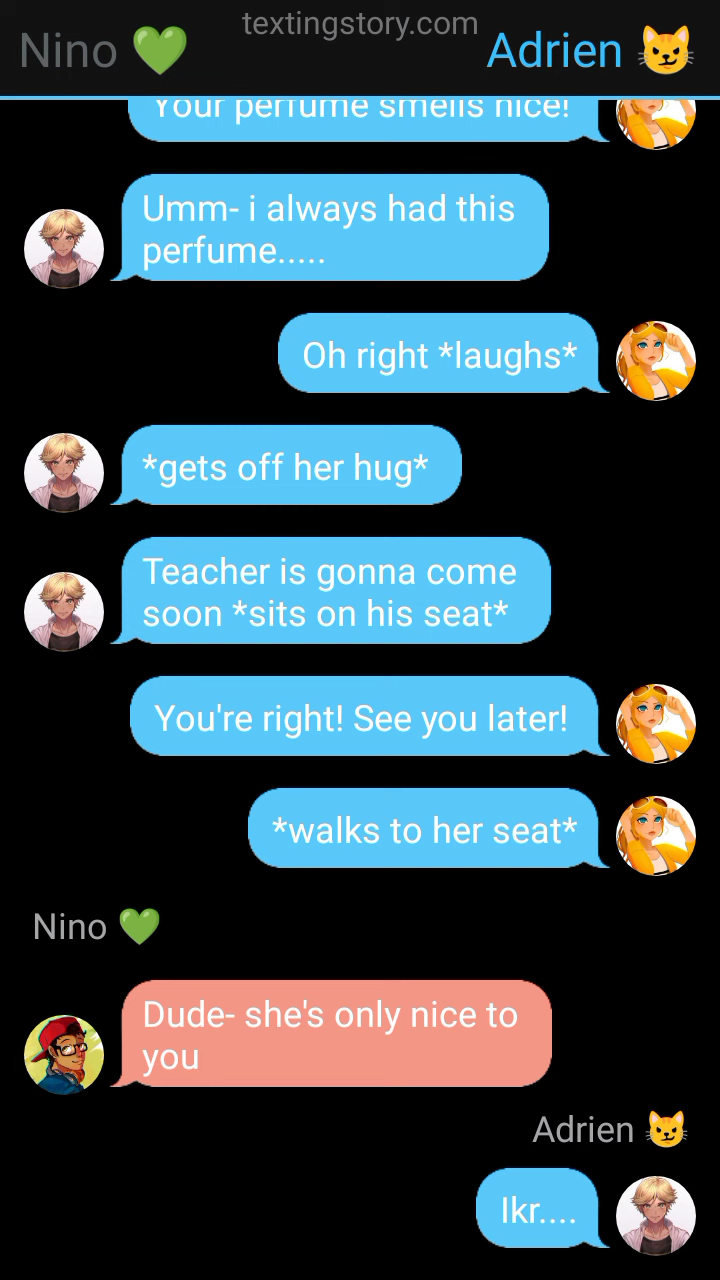 textingstory.com
Nino 💚
Adrien 😼
Your perfume smells nice!
Umm- i always had this
perfume.....
Oh right *laughs*
*gets off her hug*
Teacher is gonna come
soon *sits on his seat*
You're right! See you later!
*walks to her seat*
Nino 💚
Dude- she's only nice to
you
Adrien 😼
Ikr....